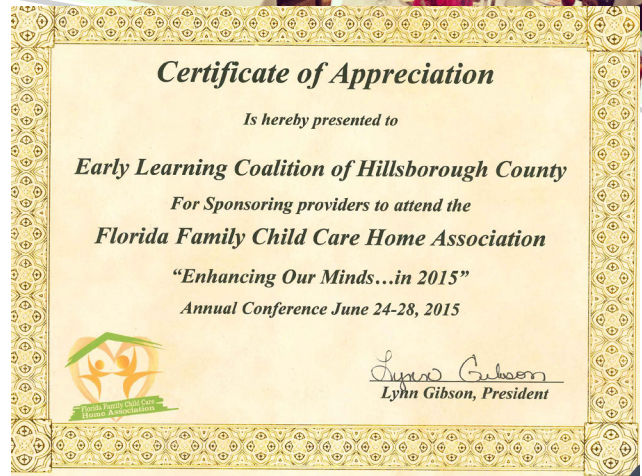 Certificate of Appreciation
Is hereby presented to
Early Learning Coalition of Hillsborough County
For Sponsoring providers to attend the
Florida Family Child Care Home Association
“Enhancing Our Minds...in 2015”
Annual Conference June 24-28, 2015
Lynn Gibson
Lynn Gibson, President
Florida Family Child Care
Home Association